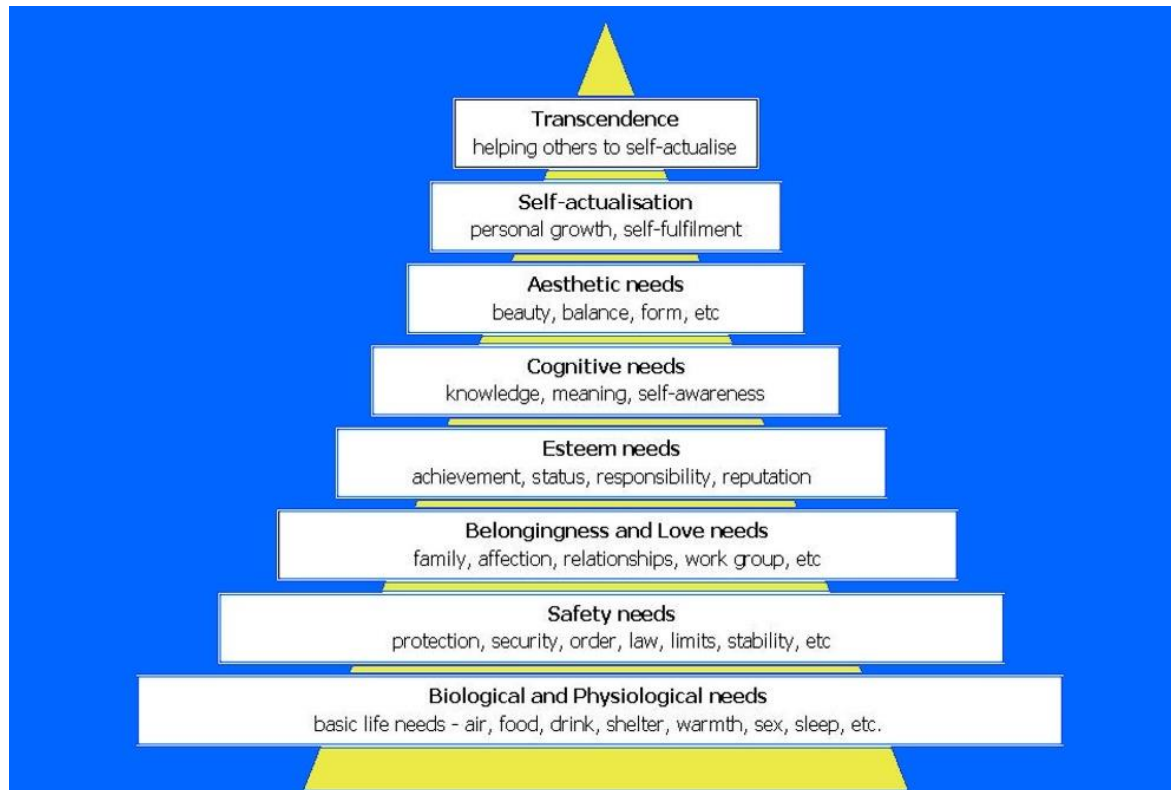 Transcendence
helping others to self-actualise
Self-actualisation
personal growth, self-fulfilment
Aesthetic needs
beauty, balance, form, etc
Cognitive needs
knowledge, meaning, self-awareness
Esteem needs
achievement, status, responsibility, reputation
Belongingness and Love needs
family, affection, relationships, work group, etc
Safety needs
protection, security, order, law, limits, stability, etc
Biological and Physiological needs
basic life needs - air, food, drink, shelter, warmth, sex, sleep, etc.